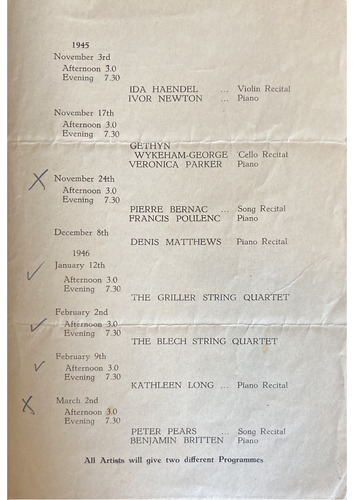 1945
November 3rd
Afternoon 3.0
Evening 7.30
IDA HAENDEL ... Violin Recital
IVOR NEWTON ... Piano
November 17th
Afternoon 3.0
Evening 7.30
GETHYN
WYKEHAM-GEORGE 'Cello Recital
VERONICA PARKER Piano
November 24th
Afternoon 3.0
Evening 7.30
PIERRE BERNAC ... Song Recital
FRANCIS POULENC Piano
December 8th
DENIS MATTHEWS Piano Recital
1946
January 12th
Afternoon 3.0
Evening 7.30
THE GRILLER STRING QUARTET
February 2nd
Afternoon 3.0
Evening 7.30
THE BLECH STRING QUARTET
February 9th
Afternoon 3.0
Evening 7.30
KATHLEEN LONG ... Piano Recital
March 2nd
Afternoon 3.0
Evening 7.30
PETER PEARS ... Song Recital
BENJAMIN BRITTEN Piano
All Artists will give two different Programmes